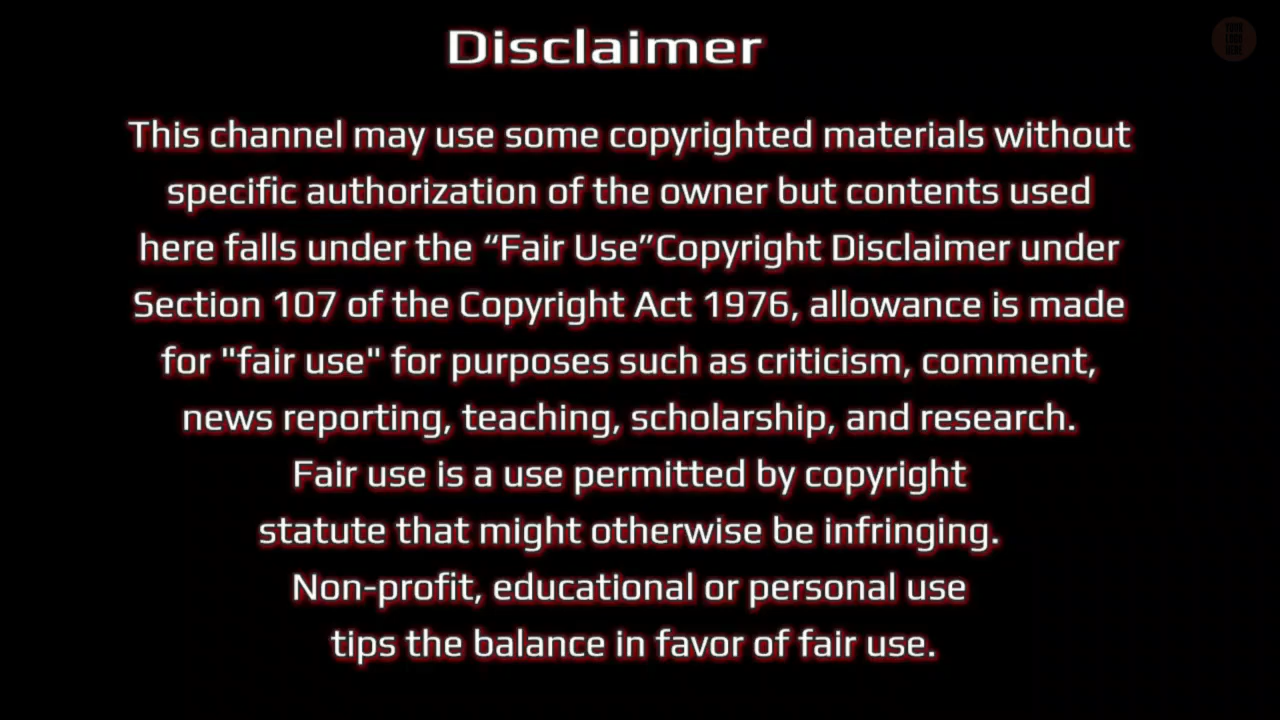 Disclaimer
YOUR
LOGO
HERE
This channel may use some copyrighted materials without
specific authorization of the owner but contents used
here falls under the “Fair Use”Copyright Disclaimer under
Section 107 of the Copyright Act 1976, allowance is made
for "fair use" for purposes such as criticism, comment,
news reporting, teaching, scholarship, and research.
Fair use is a use permitted by copyright
statute that might otherwise be infringing.
Non-profit, educational or personal use
tips the balance in favor of fair use.